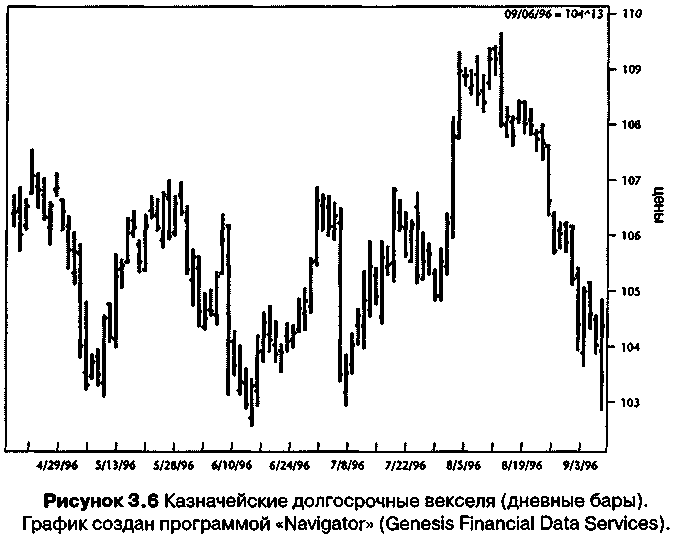 09/06/96 = 104^13
110
109
108
107
106
105
104
103
цены
4/29/96 5/13/96 5/28/96 6/10/96 6/24/96 7/8/96 7/22/96 8/5/96 8/19/96 9/3/96
Рисунок 3.6 Казначейские долгосрочные векселя (дневные бары).
График создан программой «Navigator» (Genesis Financial Data Services).